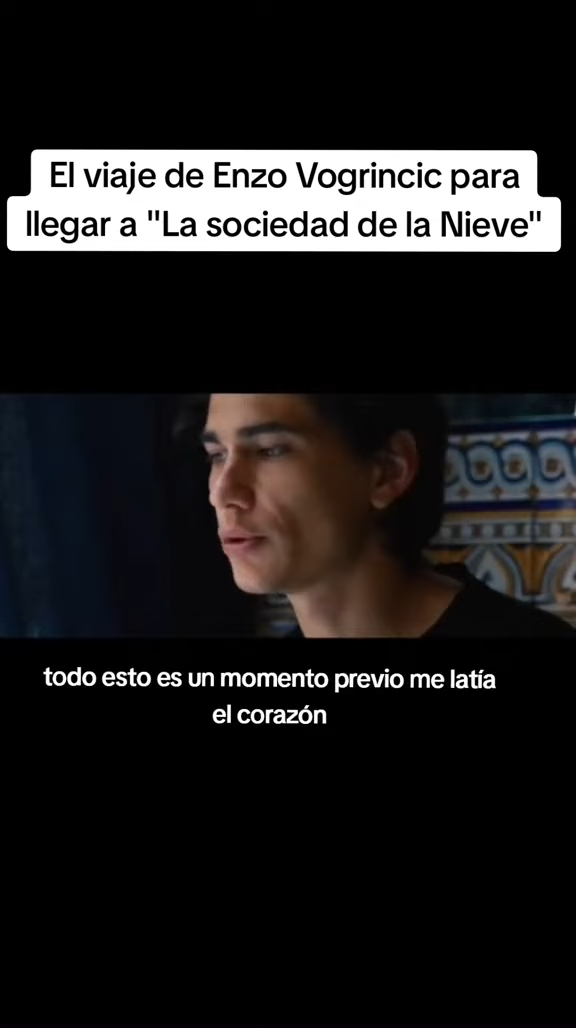 El viaje de Enzo Vogrincic para
llegar a "La sociedad de la Nieve"
todo esto es un momento previo me latía
el corazón